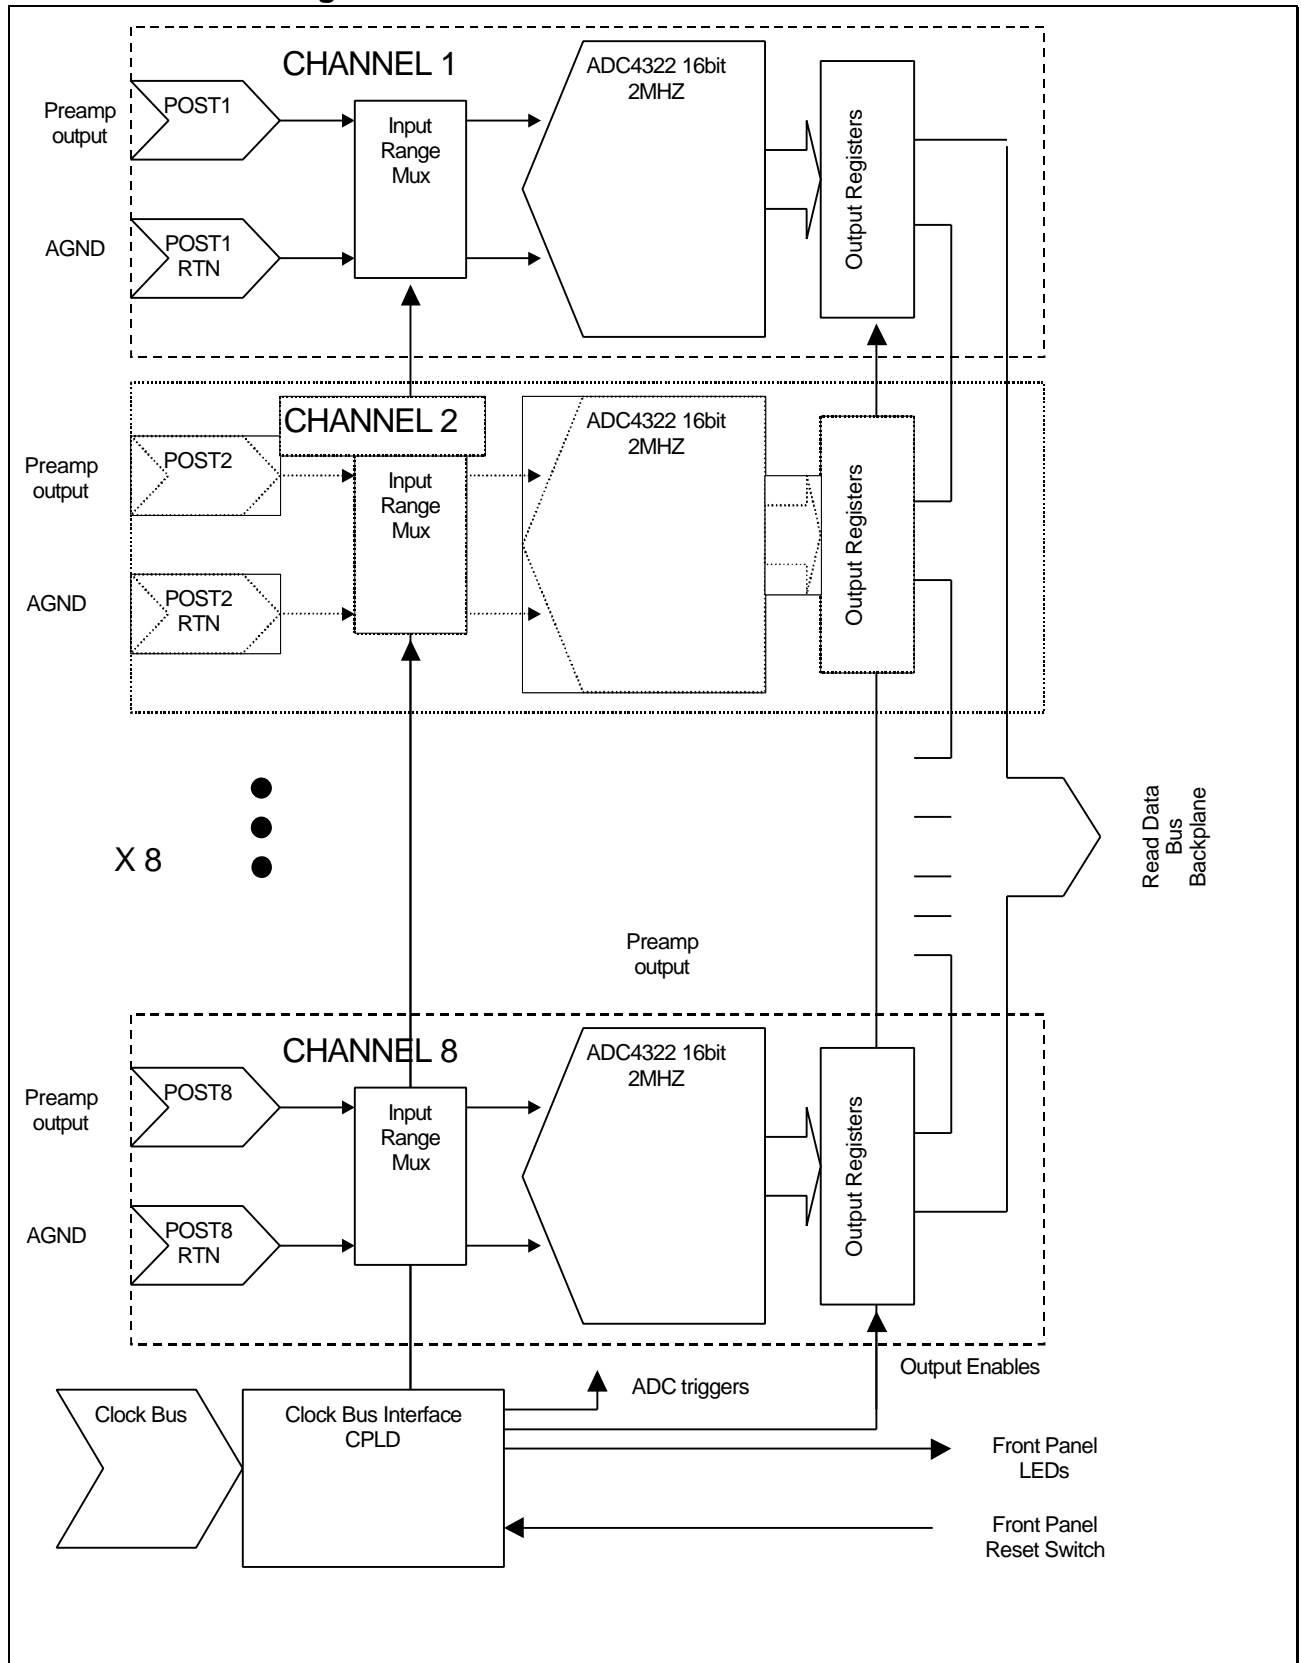 CHANNEL 1
ADC4322 16bit
2MHZ
Preamp
output
POST1
Input
Range
Mux
Output Registers
AGND
POST1
RTN
CHANNEL 2
ADC4322 16bit
2MHZ
Preamp
output
POST2
Input
Range
Mux
Output Registers
AGND
POST2
RTN
X 8
Read Data
Bus
Backplane
Preamp
output
CHANNEL 8
ADC4322 16bit
2MHZ
Preamp
output
POST8
Input
Range
Mux
Output Registers
AGND
POST8
RTN
Output Enables
ADC triggers
Clock Bus
Clock Bus Interface
CPLD
Front Panel
LEDs
Front Panel
Reset Switch